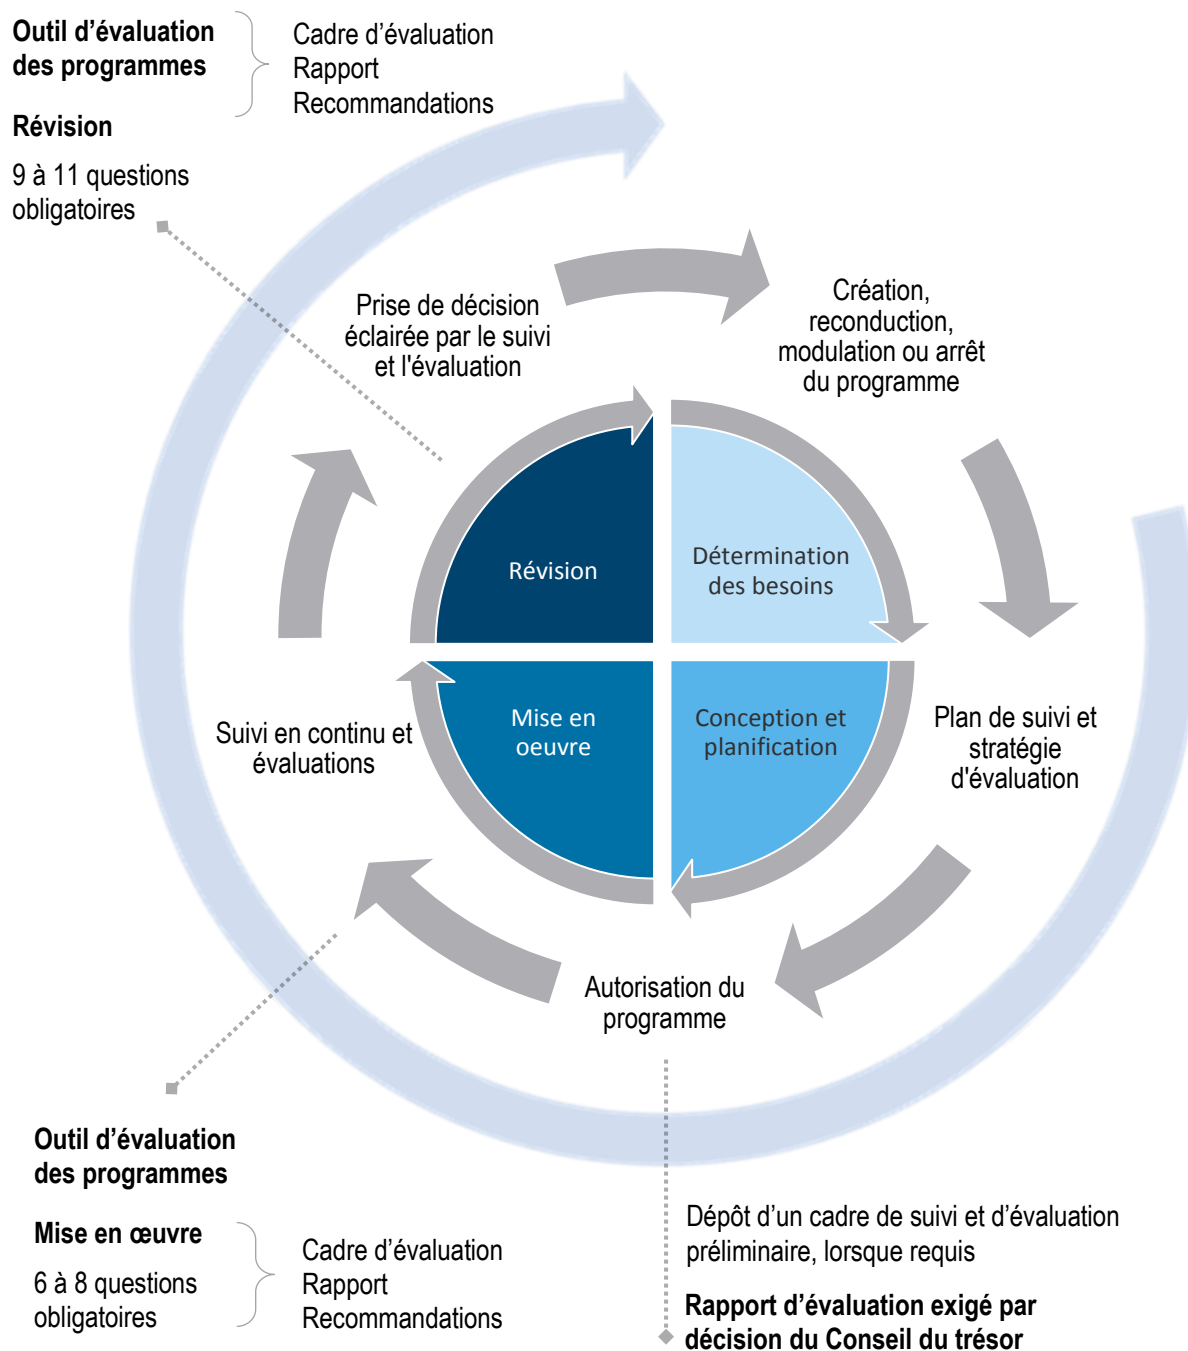 Outil d’évaluation
des programmes
Révision
9 à 11 questions
obligatoires
Cadre d’évaluation
Rapport
Recommandations
Prise de décision
éclairée par le suivi
et l'évaluation
Création,
reconduction,
modulation ou arrêt
du programme
Révision
Détermination
des besoins
Mise en
oeuvre
Conception et
planification
Suivi en continu et
évaluations
Plan de suivi et
stratégie
d'évaluation
Autorisation du
programme
Outil d’évaluation
des programmes
Mise en œuvre
6 à 8 questions
obligatoires
Cadre d’évaluation
Rapport
Recommandations
Dépôt d’un cadre de suivi et d’évaluation
préliminaire, lorsque requis
Rapport d’évaluation exigé par
décision du Conseil du trésor